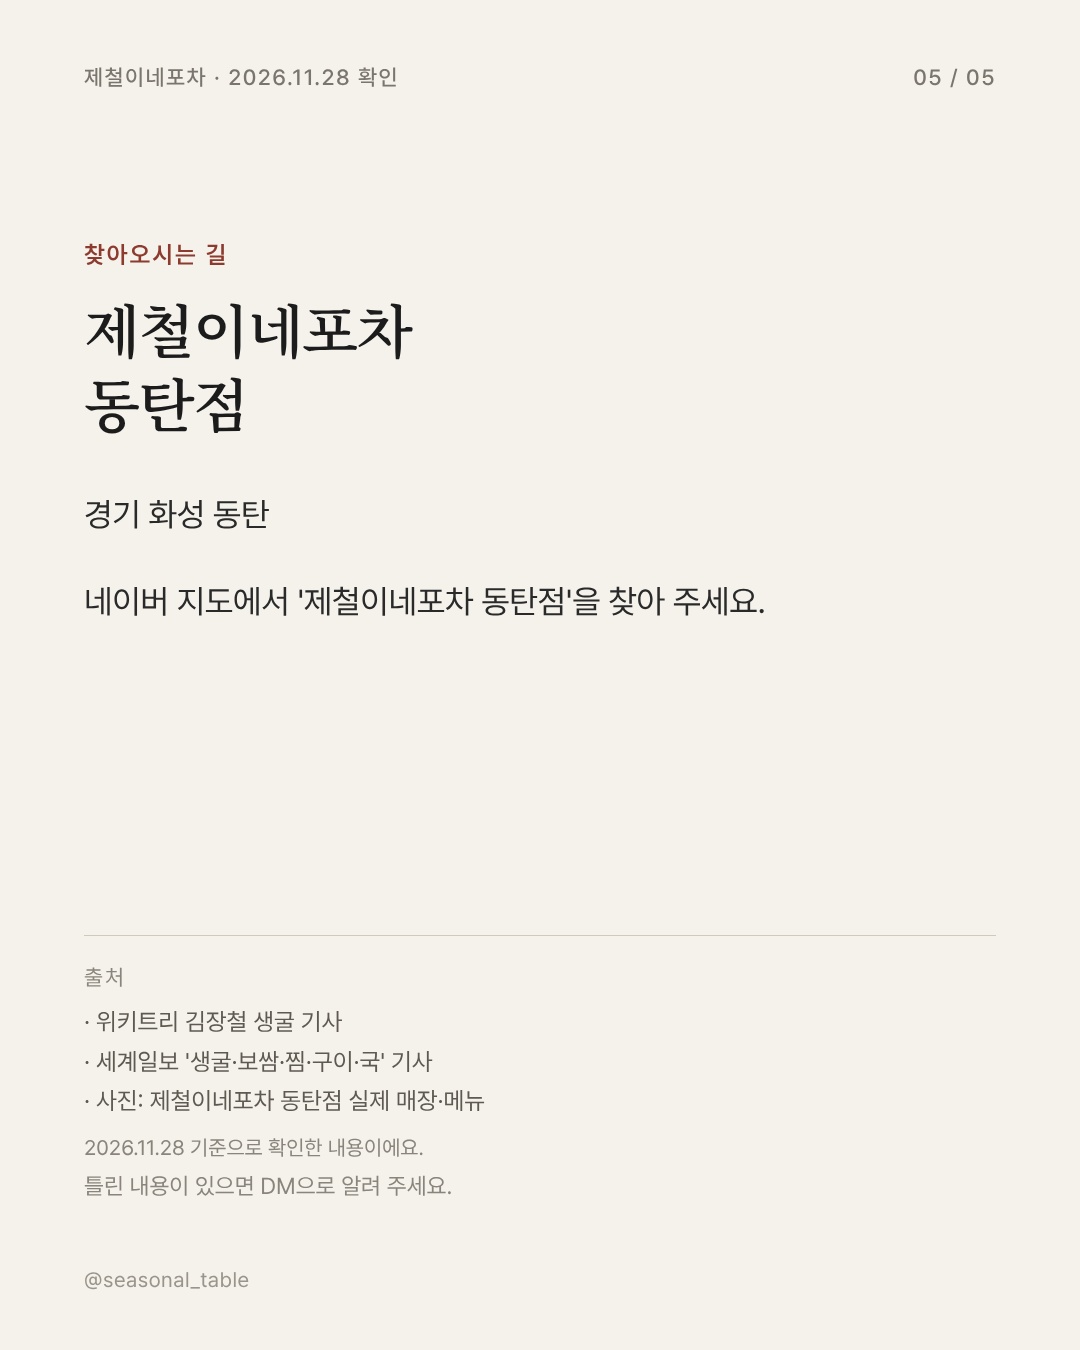 제철이네포차 · 2026.11.28 확인
05 / 05
찾아오시는 길
제철이네포차
동탄점
경기 화성 동탄
네이버 지도에서 '제철이네포차 동탄점'을 찾아 주세요.
출처
· 위키트리 김장철 생굴 기사
· 세계일보 '생굴·보쌈·찜·구이·국' 기사
· 사진: 제철이네포차 동탄점 실제 매장·메뉴
2026.11.28 기준으로 확인한 내용이에요.
틀린 내용이 있으면 DM으로 알려 주세요.
@seasonal_table